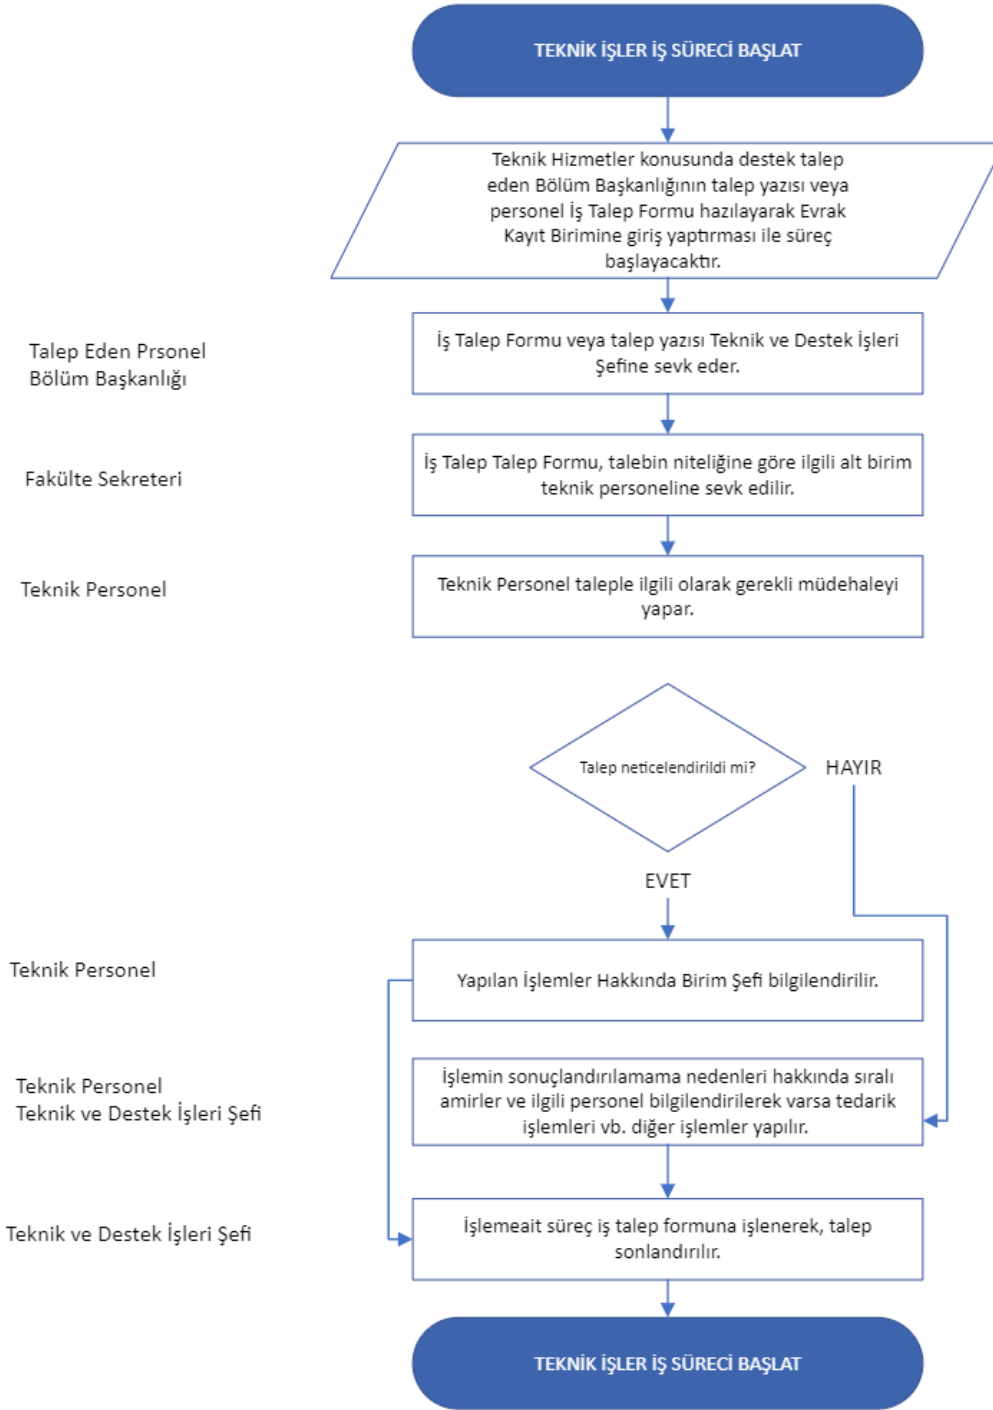 TEKNİK İŞLER İŞ SÜRECİ BAŞLAT
Teknik Hizmetler konusunda destek talep
eden Bölüm Başkanlığının talep yazısı veya
personel İş Talep Formu hazılayarak Evrak
Kayıt Birimine giriş yaptırması ile süreç
başlayacaktır.
Talep Eden Prsonel
Bölüm Başkanlığı
İş Talep Formu veya talep yazısı Teknik ve Destek İşleri
Şefine sevk eder.
Fakülte Sekreteri
İş Talep Talep Formu, talebin niteliğine göre ilgili alt birim
teknik personeline sevk edilir.
Teknik Personel
Teknik Personel taleple ilgili olarak gerekli müdehaleyi
yapar.
Talep neticelendirildi mi?
HAYIR
EVET
Teknik Personel
Yapılan İşlemler Hakkında Birim Şefi bilgilendirilir.
Teknik Personel
Teknik ve Destek İşleri Şefi
İşlemin sonuçlandırılamama nedenleri hakkında sıralı
amirler ve ilgili personel bilgilendirilerek varsa tedarik
işlemleri vb. diğer işlemler yapılır.
Teknik ve Destek İşleri Şefi
İşlemeait süreç iş talep formuna işlenerek, talep
sonlandırılır.
TEKNİK İŞLER İŞ SÜRECİ BAŞLAT